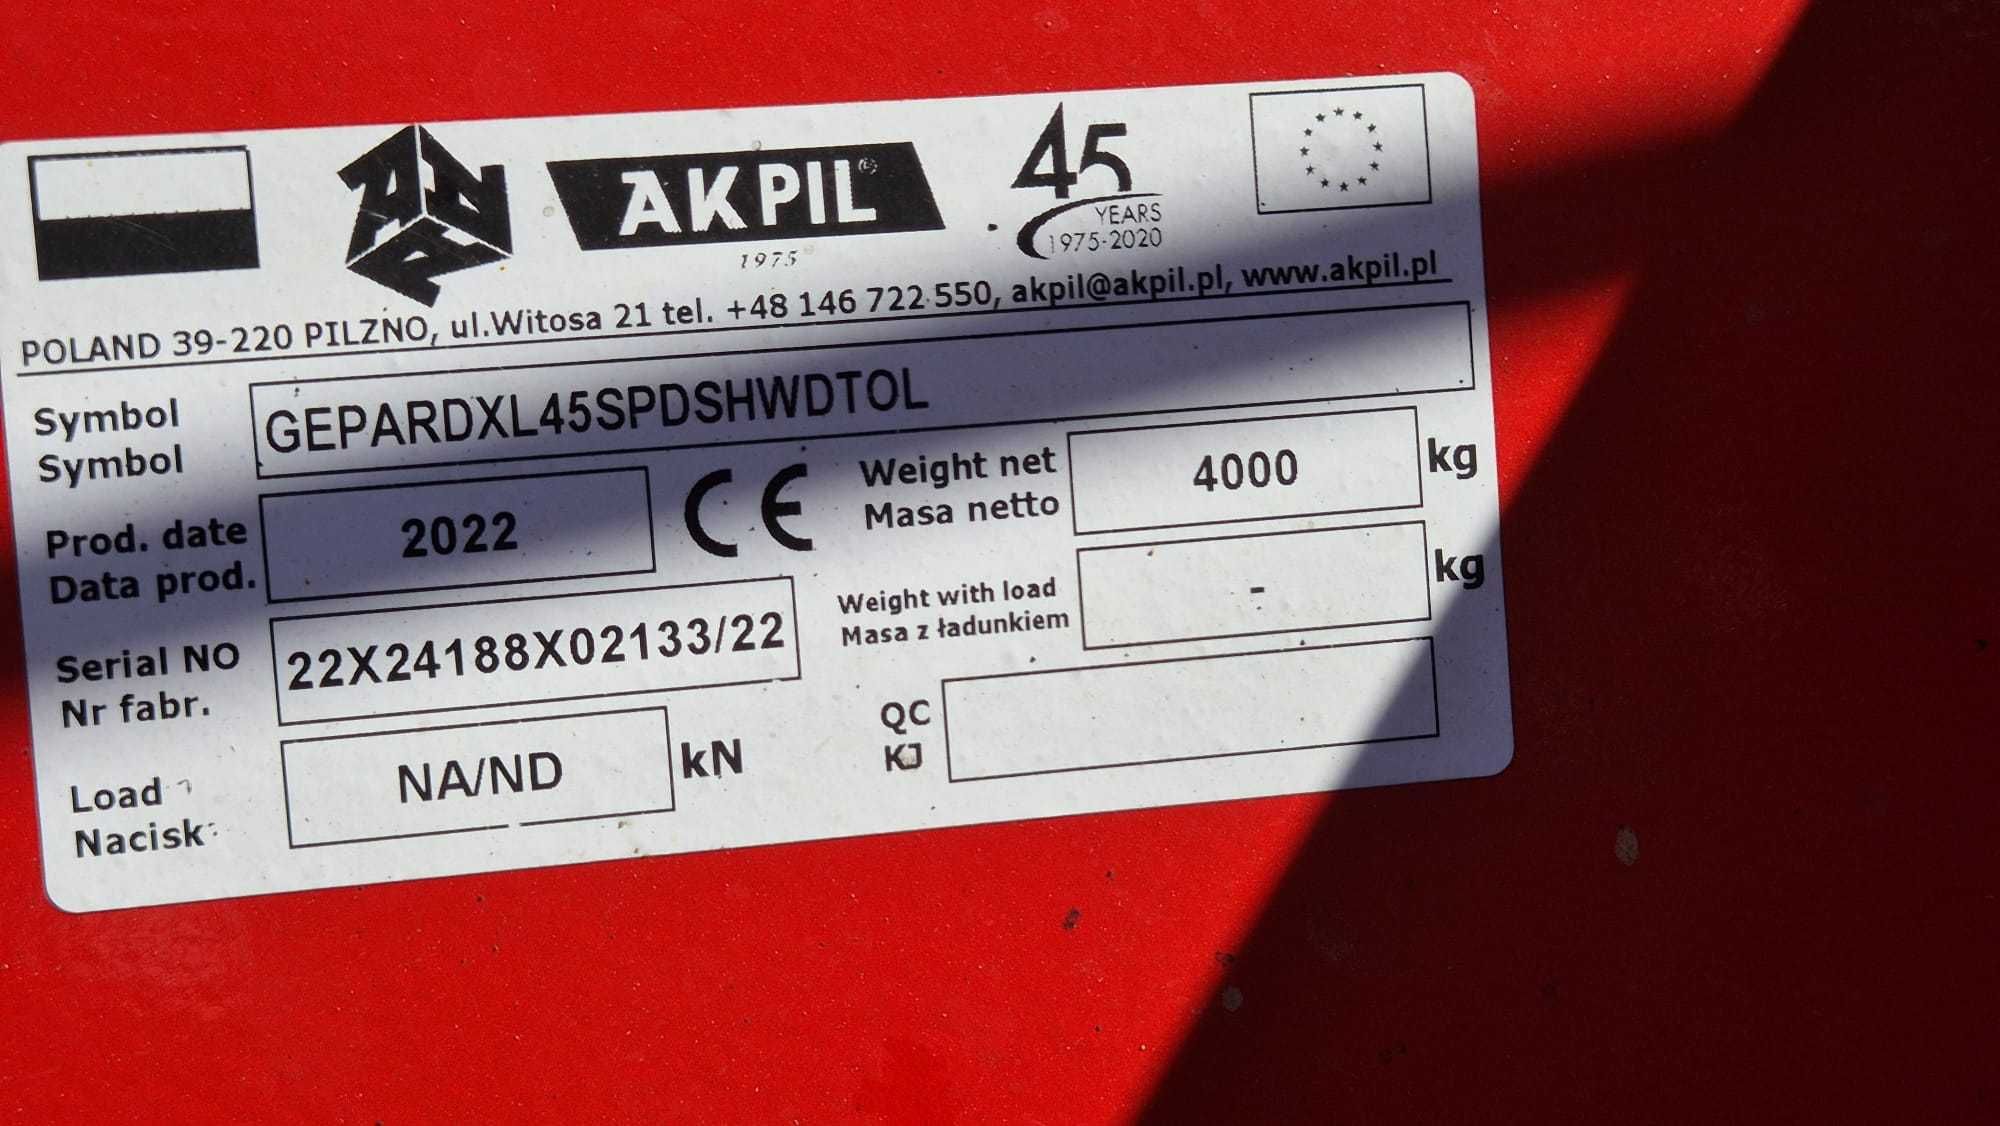 AKPIL®
1975
45
YEARS
1975-2020
POLAND 39-220 PILZNO, ul.Witosa 21 tel. +48 146 722 550, akpil@akpil.pl, www.akpil.pl
Symbol
Symbol
GEPARDXL45SPDSHWDTOL
Prod. date
Data prod.
2022
CE
Weight net
Masa netto
4000
kg
Serial NO
Nr fabr.
22X24188X02133/22
Weight with load
Masa z ładunkiem
-
kg
Load
Nacisk
NA/ND
kN
QC
KJ